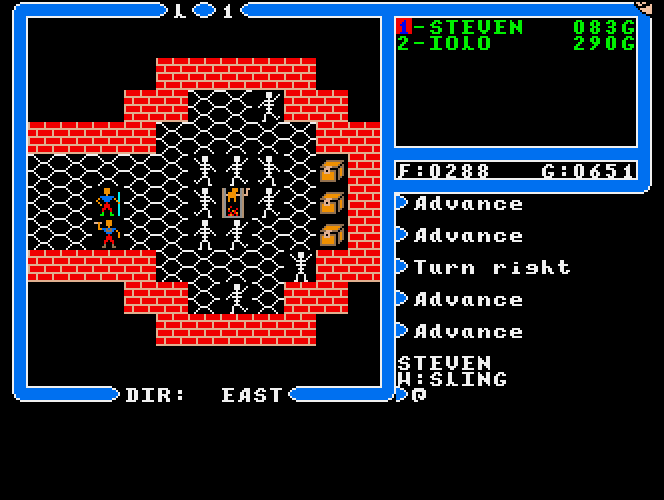 L 1
1-STEVEN 083G
2-IOLO 290G
F:0288 G:0651
Advance
Advance
Turn right
Advance
Advance
STEVEN
W:SLING
DIR: EAST